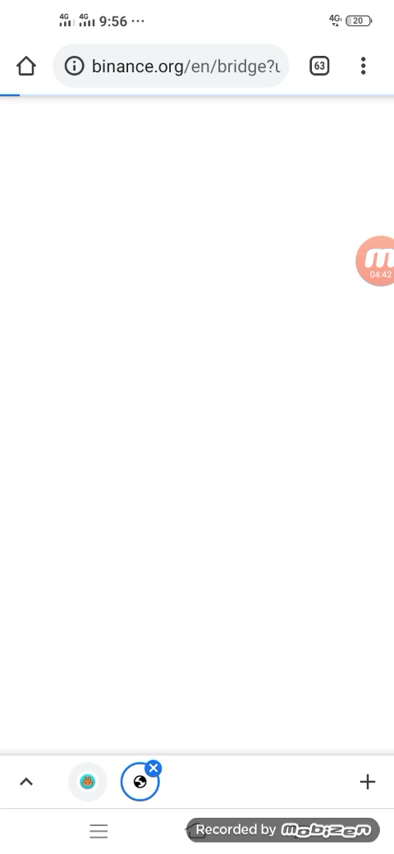 4G 4G 9:56 ··· 4G 20
binance.org/en/bridge?u
63
m
04:42
Recorded by mobizen